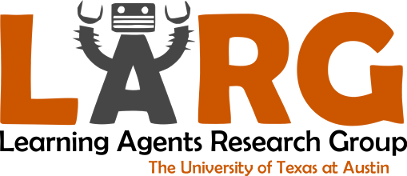 LARG
Learning Agents Research Group
The University of Texas at Austin